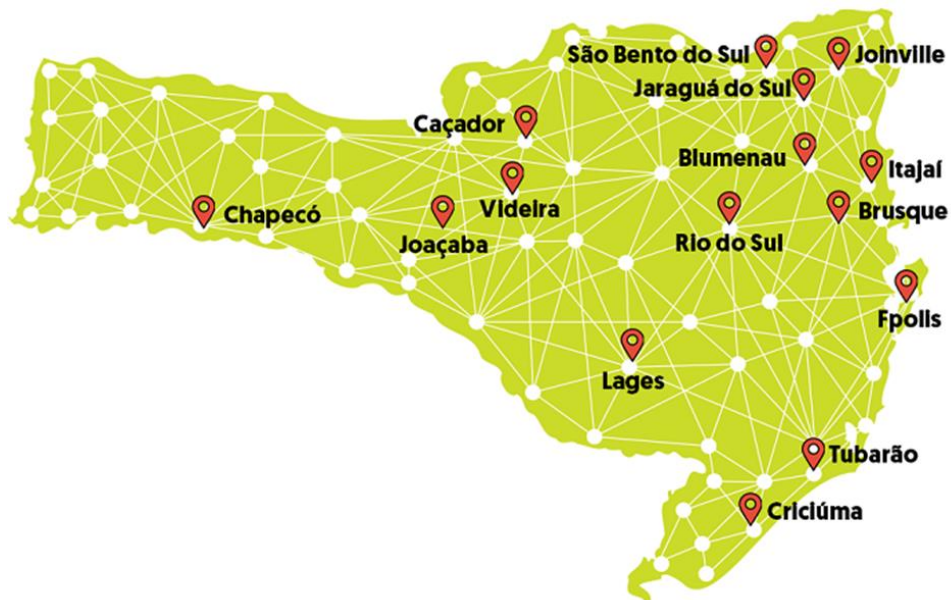 São Bento do Sul
Joinville
Jaraguá do Sul
Caçador
Blumenau
Itajaí
Videira
Chapecó
Brusque
Joaçaba
Rio do Sul
Fpolis
Lages
Tubarão
Criciúma